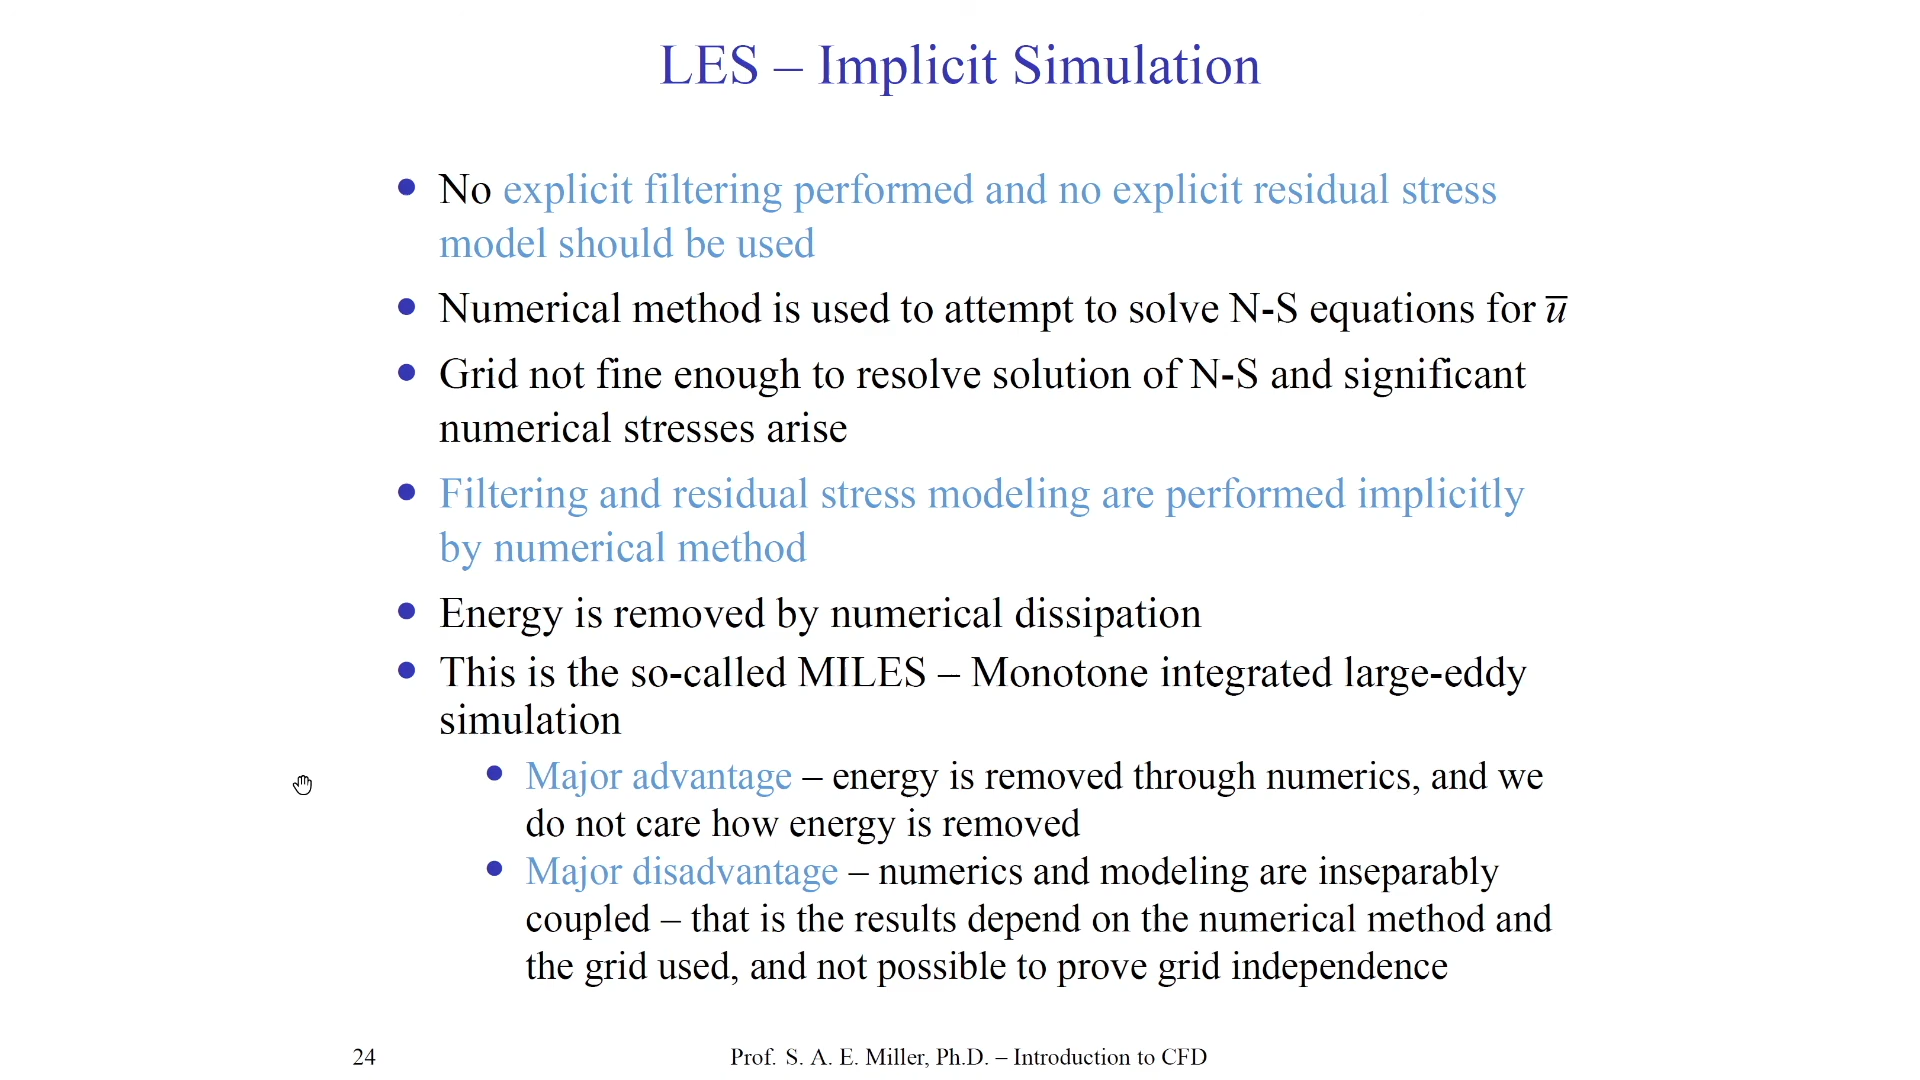 LES – Implicit Simulation
• No explicit filtering performed and no explicit residual stress
model should be used
• Numerical method is used to attempt to solve N-S equations for u̅
• Grid not fine enough to resolve solution of N-S and significant
numerical stresses arise
• Filtering and residual stress modeling are performed implicitly
by numerical method
• Energy is removed by numerical dissipation
• This is the so-called MILES – Monotone integrated large-eddy
simulation
• Major advantage – energy is removed through numerics, and we
do not care how energy is removed
• Major disadvantage – numerics and modeling are inseparably
coupled – that is the results depend on the numerical method and
the grid used, and not possible to prove grid independence
24
Prof. S. A. E. Miller, Ph.D. – Introduction to CFD